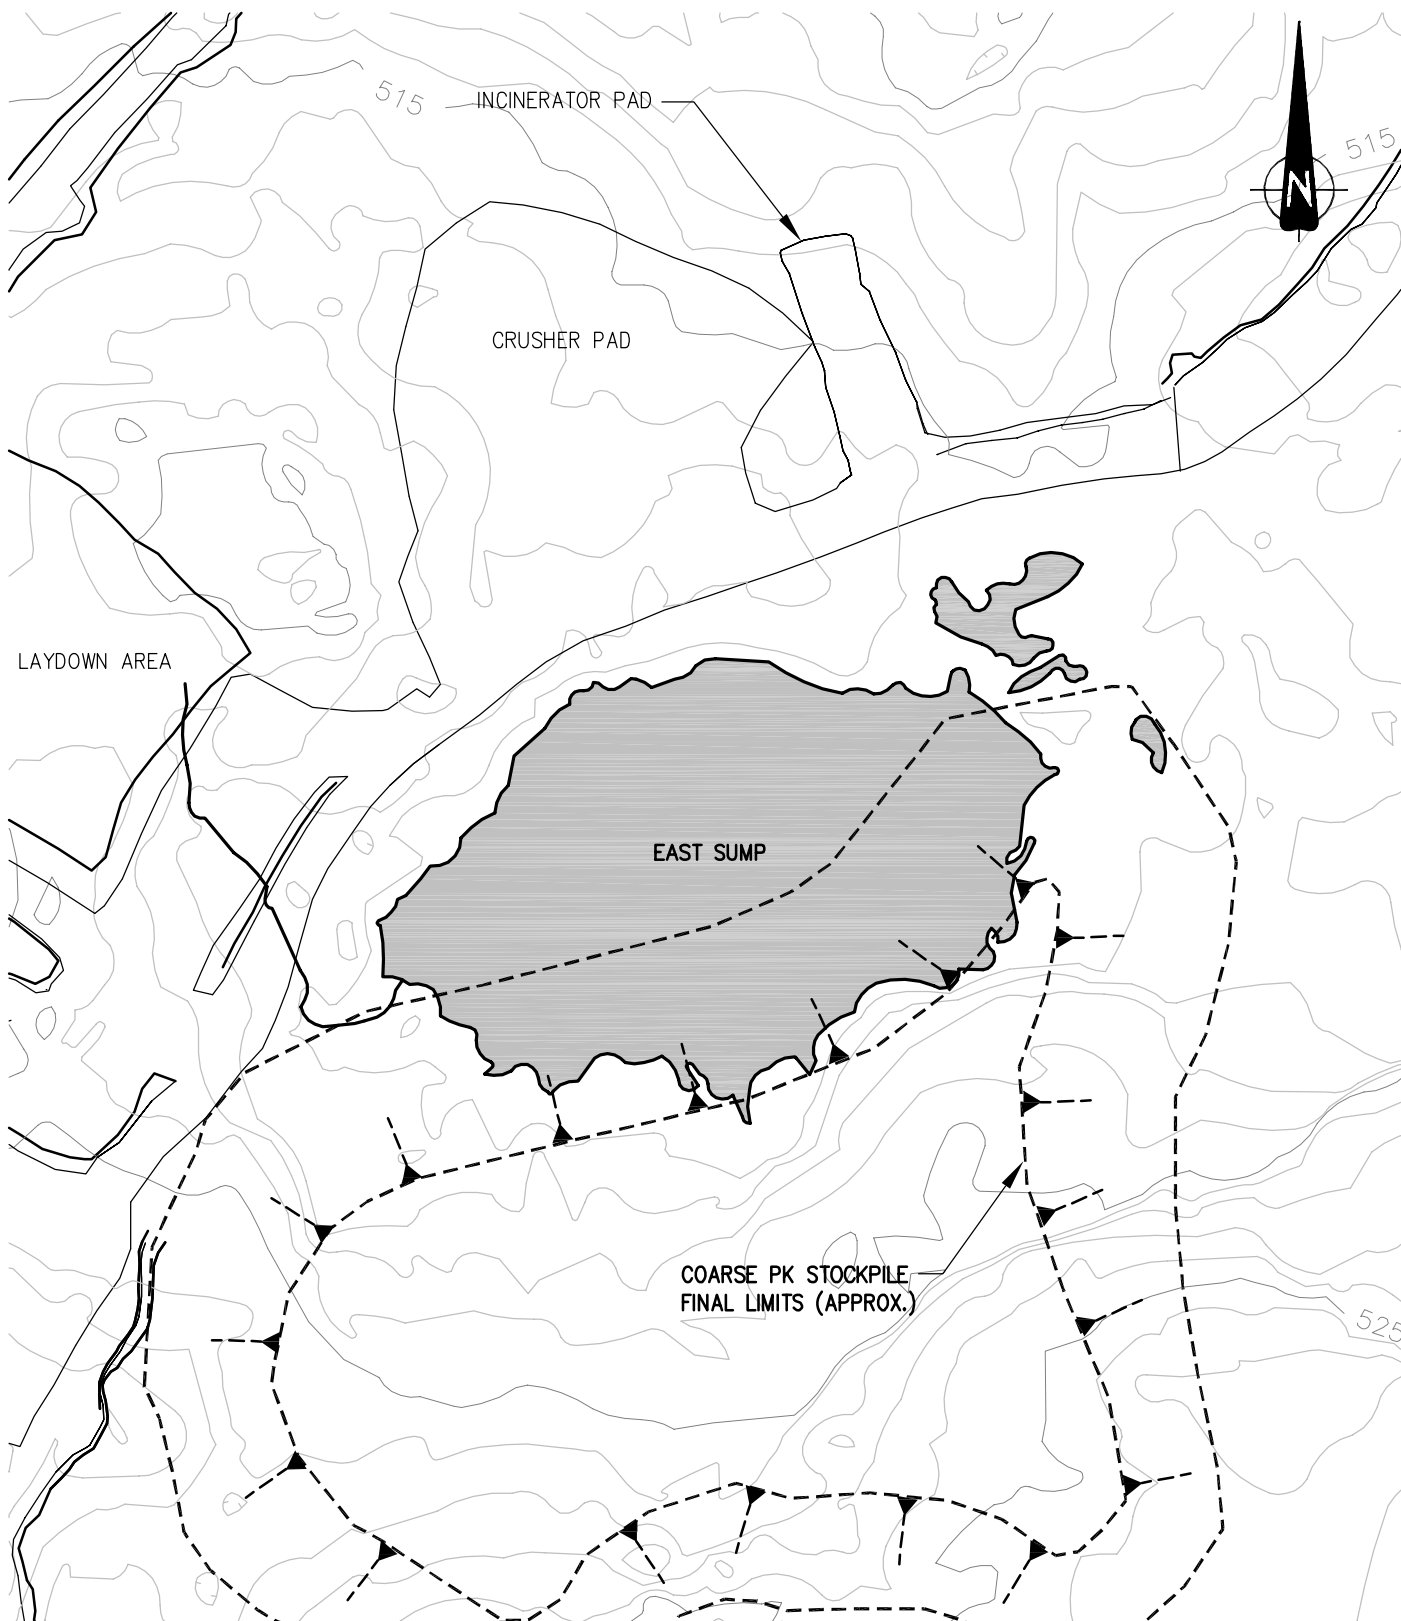 515
INCINERATOR PAD
515
N
CRUSHER PAD
LAYDOWN AREA
EAST SUMP
COARSE PK STOCKPILE
FINAL LIMITS (APPROX.)
525